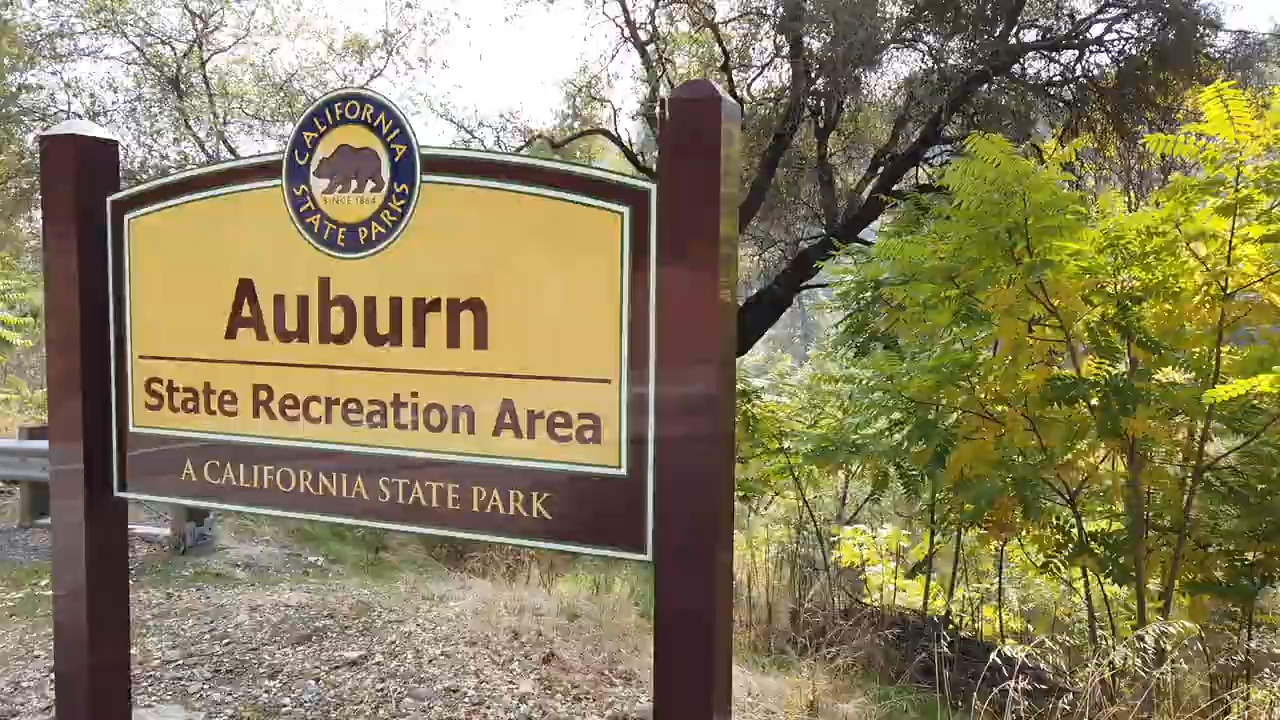 CALIFORNIA
SINCE 1864
STATE PARKS
Auburn
State Recreation Area
A CALIFORNIA STATE PARK